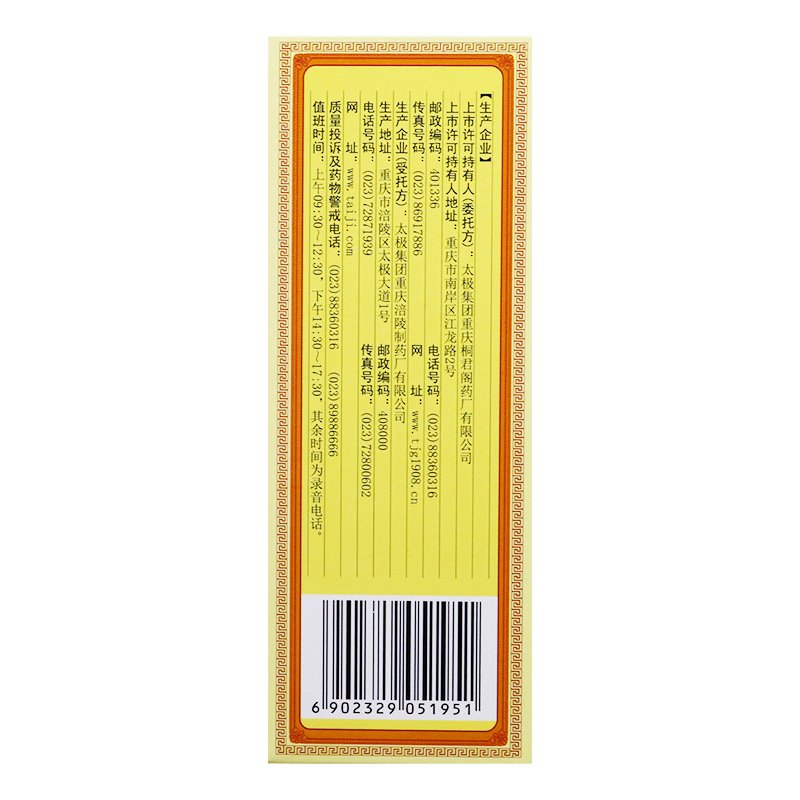 【生产企业】
上市许可持有人(委托方)：太极集团重庆桐君阁药厂有限公司
上市许可持有人地址：重庆市南岸区江龙路2号
邮政编码：401336 电话号码：(023)88360316
传真号码：(023)86917886 网 址：www.tjg1908.cn
生产企业(受托方)：太极集团重庆涪陵制药厂有限公司
生产地址：重庆市涪陵区太极大道1号 邮政编码：408000
电话号码：(023)72871939 传真号码：(023)72800602
网 址：www.taiji.com
质量投诉及药物警戒电话：(023)88360316 (023)89886666
值班时间：上午09:30～12:30，下午14:30～17:30，其余时间为录音电话。
6 902329 051951